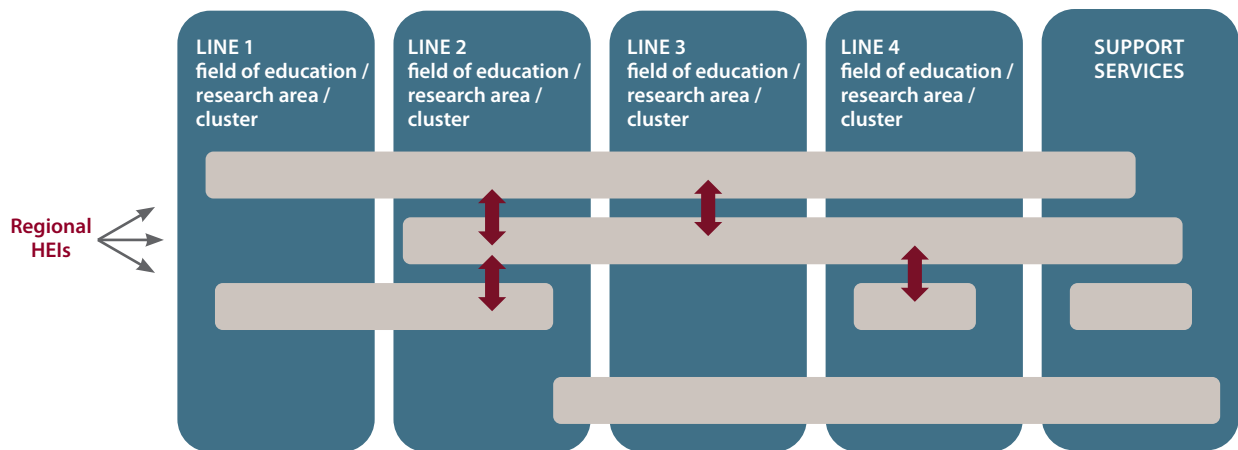 LINE 1
field of education /
research area /
cluster
LINE 2
field of education /
research area /
cluster
LINE 3
field of education /
research area /
cluster
LINE 4
field of education /
research area /
cluster
SUPPORT
SERVICES
Regional
HEIs